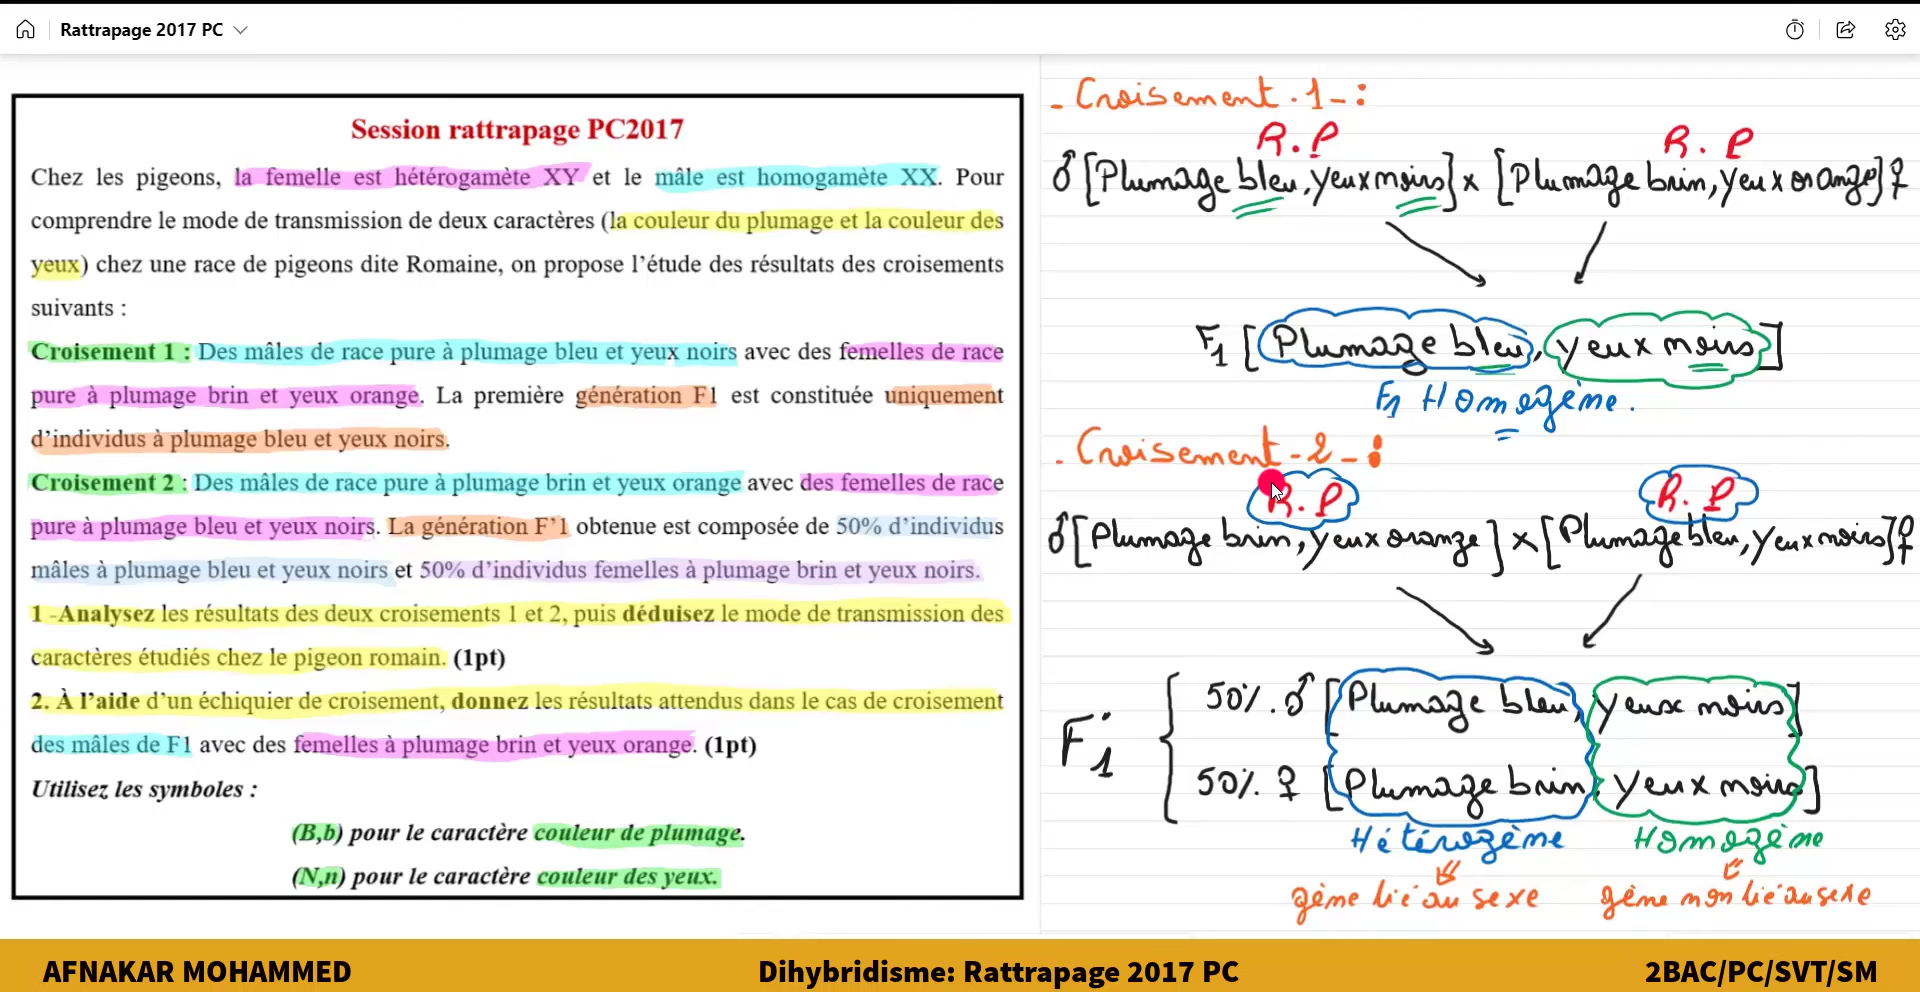 Rattrapage 2017 PC
Session rattrapage PC2017
Chez les pigeons, la femelle est hétérogamète XY et le mâle est homogamète XX. Pour
comprendre le mode de transmission de deux caractères (la couleur du plumage et la couleur des
yeux) chez une race de pigeons dite Romaine, on propose l'étude des résultats des croisements
suivants :
Croisement 1 : Des mâles de race pure à plumage bleu et yeux noirs avec des femelles de race
pure à plumage brin et yeux orange. La première génération F1 est constituée uniquement
d'individus à plumage bleu et yeux noirs.
Croisement 2 : Des mâles de race pure à plumage brin et yeux orange avec des femelles de race
pure à plumage bleu et yeux noirs. La génération F'1 obtenue est composée de 50% d'individus
mâles à plumage bleu et yeux noirs et 50% d'individus femelles à plumage brin et yeux noirs.
1 -Analysez les résultats des deux croisements 1 et 2, puis déduisez le mode de transmission des
caractères étudiés chez le pigeon romain. (1pt)
2. À l'aide d'un échiquier de croisement, donnez les résultats attendus dans le cas de croisement
des mâles de F1 avec des femelles à plumage brin et yeux orange. (1pt)
Utilisez les symboles :
(B,b) pour le caractère couleur de plumage.
(N,n) pour le caractère couleur des yeux.
- Croisement - 1 - :
R.P R.P
♂ [Plumage bleu, yeux noirs] x [Plumage brin, yeux orange] ♀
F1 [Plumage bleu, yeux noirs]
F1 Homogène.
- Croisement - 2 - :
R.P R.P
♂ [Plumage brin, yeux orange] x [Plumage bleu, yeux noirs] ♀
F'1 { 50%. ♂ [Plumage bleu, yeux noirs]
50%. ♀ [Plumage brin, yeux noirs]
Hétérogène Homogène
gène lié au sexe gène non lié au sexe
AFNAKAR MOHAMMED Dihybridisme: Rattrapage 2017 PC 2BAC/PC/SVT/SM